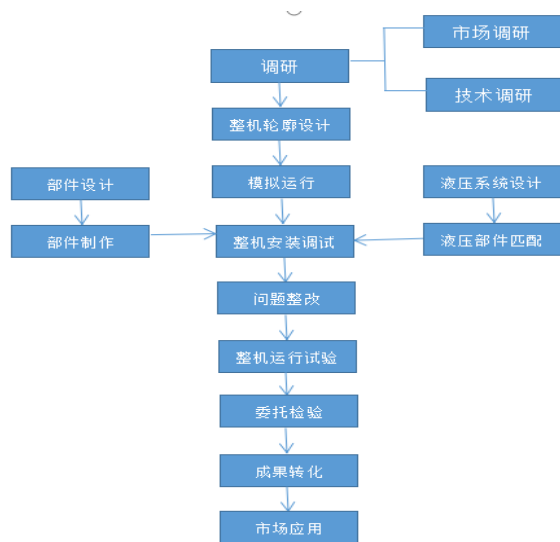 市场调研
调研
技术调研
整机轮廓设计
部件设计
模拟运行
液压系统设计
部件制作
整机安装调试
液压部件匹配
问题整改
整机运行试验
委托检验
成果转化
市场应用